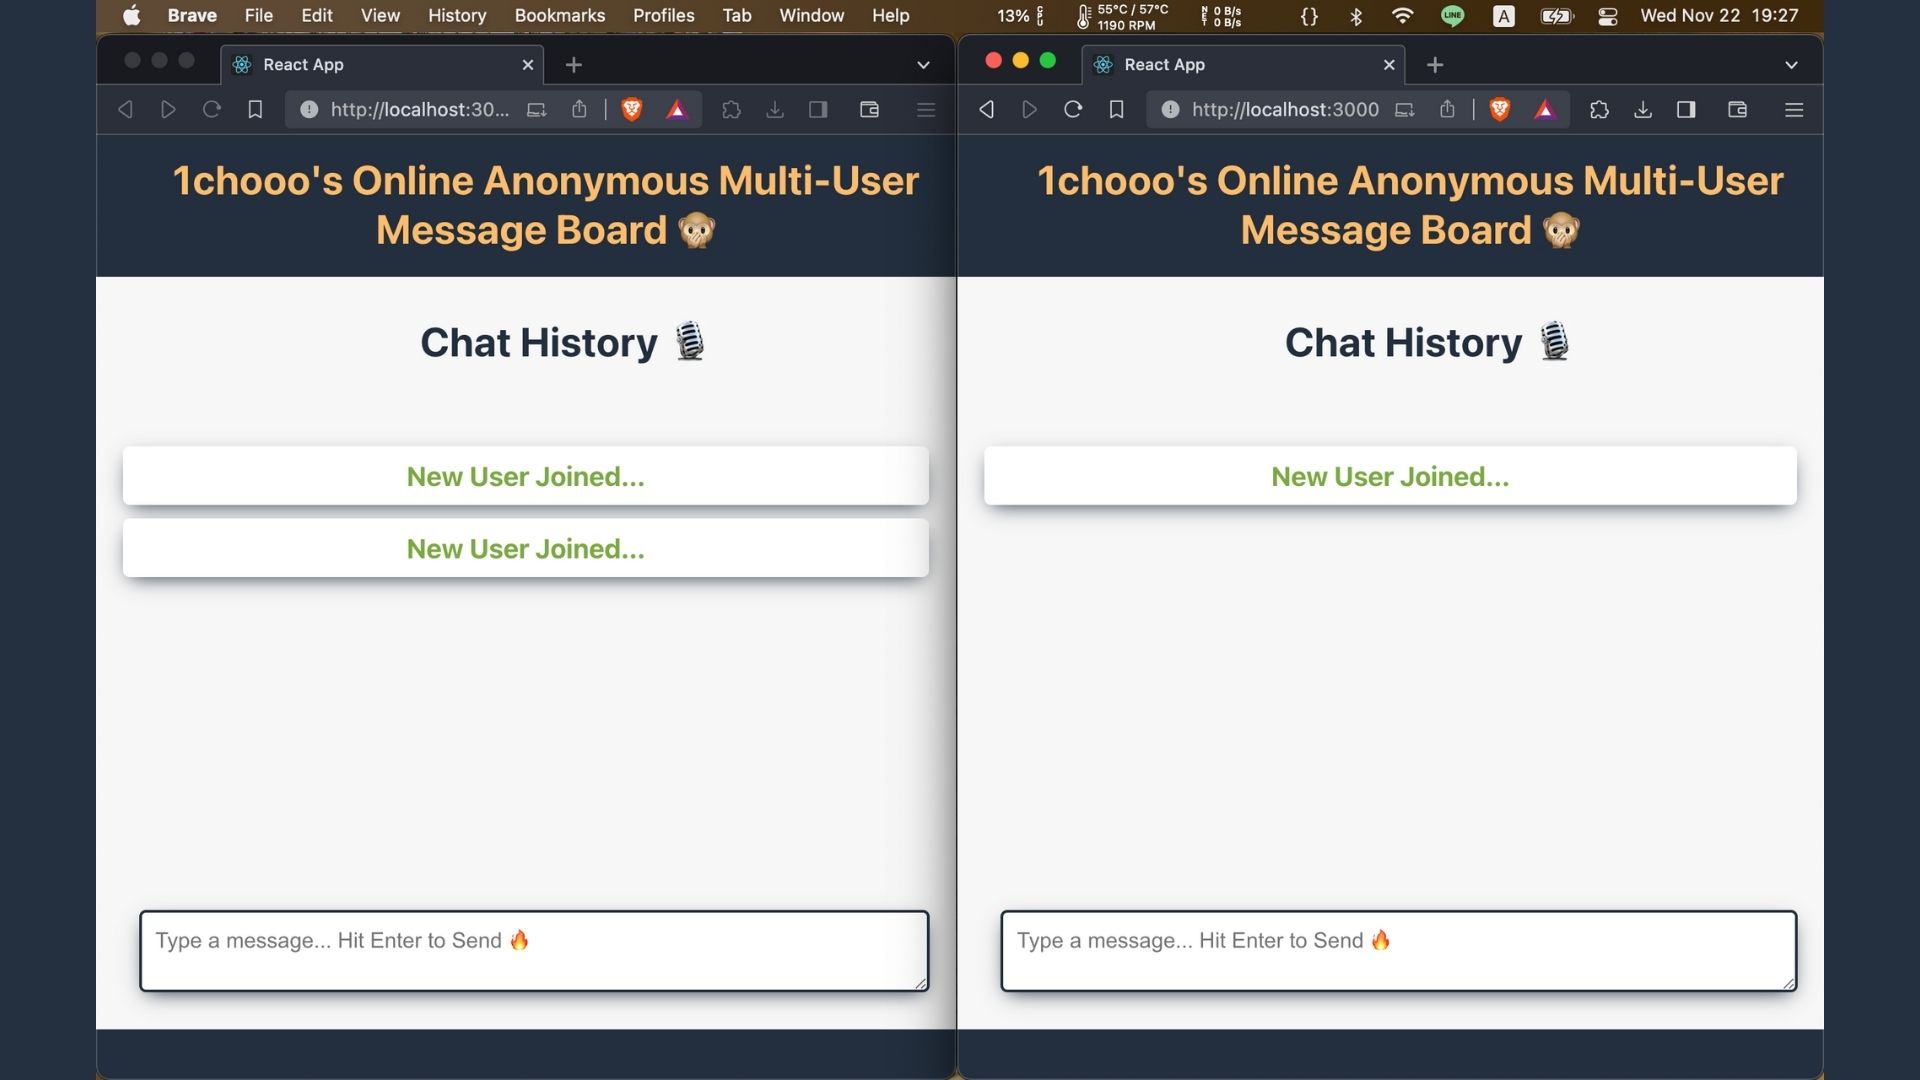 Brave File Edit View History Bookmarks Profiles Tab Window Help 13% CPU 55°C / 57°C 1190 RPM NET 0 B/s 0 B/s {} LINE A Wed Nov 22 19:27
React App
http://localhost:30...
1chooo's Online Anonymous Multi-User
Message Board 🙊
Chat History 🎙️
New User Joined...
New User Joined...
Type a message... Hit Enter to Send 🔥
React App
http://localhost:3000
1chooo's Online Anonymous Multi-User
Message Board 🙊
Chat History 🎙️
New User Joined...
Type a message... Hit Enter to Send 🔥